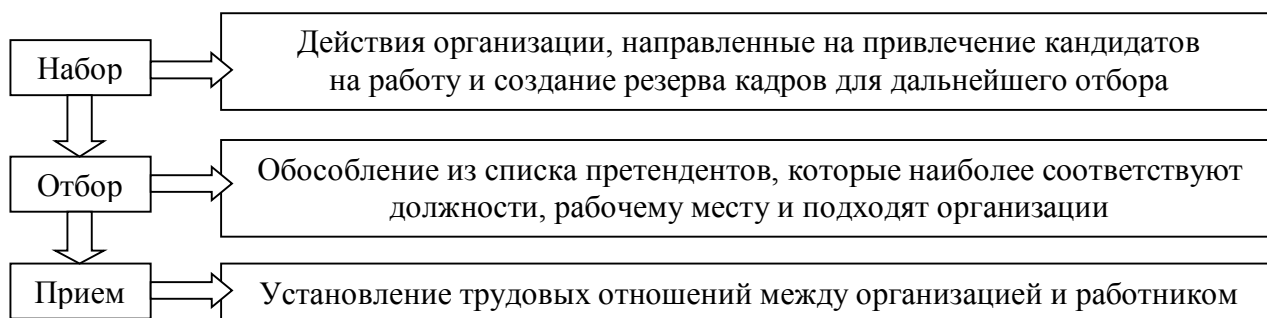 Набор
Действия организации, направленные на привлечение кандидатов
на работу и создание резерва кадров для дальнейшего отбора
Отбор
Обособление из списка претендентов, которые наиболее соответствуют
должности, рабочему месту и подходят организации
Прием
Установление трудовых отношений между организацией и работником